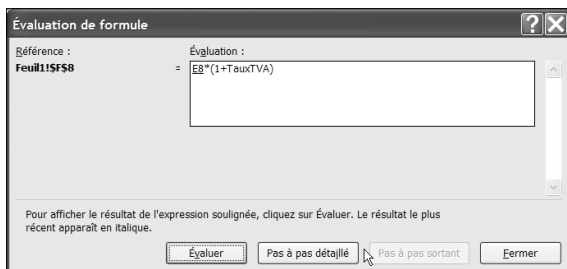 Évaluation de formule
Référence :
Évaluation :
Feuil1!$F$8
=
E8*(1+TauxTVA)
Pour afficher le résultat de l'expression soulignée, cliquez sur Évaluer. Le résultat le plus
récent apparaît en italique.
Évaluer
Pas à pas détaillé
Pas à pas sortant
Fermer